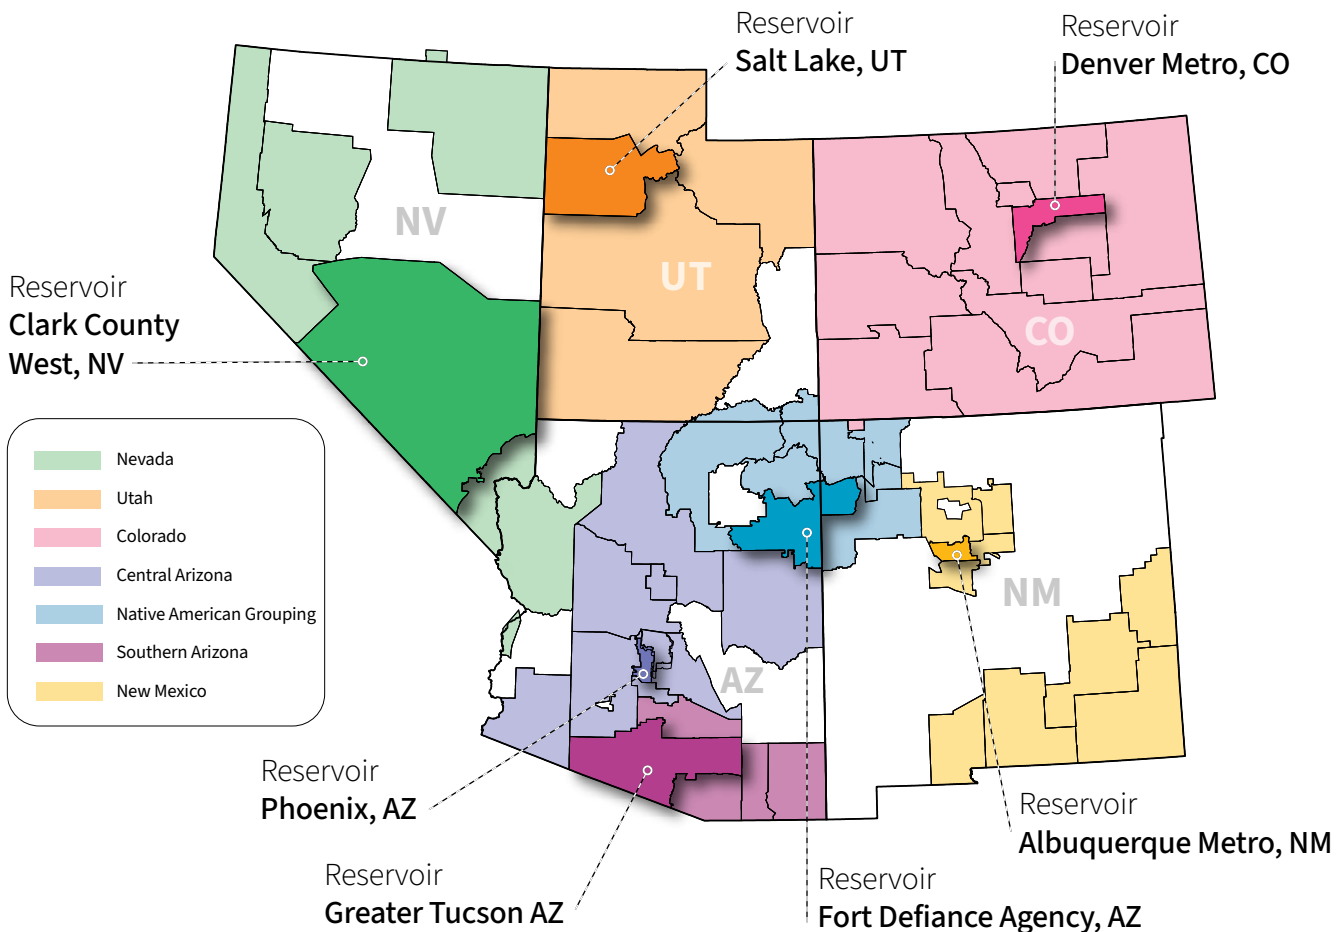 Reservoir
Salt Lake, UT
Reservoir
Denver Metro, CO
NV
UT
CO
Reservoir
Clark County
West, NV
Nevada
Utah
Colorado
Central Arizona
Native American Grouping
Southern Arizona
New Mexico
NM
AZ
Reservoir
Phoenix, AZ
Reservoir
Albuquerque Metro, NM
Reservoir
Greater Tucson AZ
Reservoir
Fort Defiance Agency, AZ